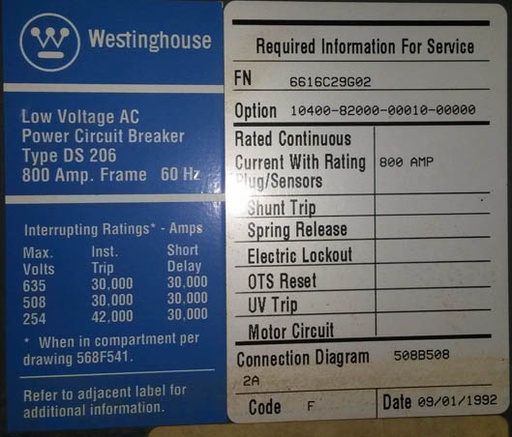 Westinghouse
Low Voltage AC
Power Circuit Breaker
Type DS 206
800 Amp. Frame 60 Hz
Interrupting Ratings* - Amps
Max. Inst. Short
Volts Trip Delay
635 30,000 30,000
508 30,000 30,000
254 42,000 30,000
* When in compartment per
drawing 568F541.
Refer to adjacent label for
additional information.
Required Information For Service
FN 6616C29G02
Option 10400-82000-00010-00000
Rated Continuous
Current With Rating 800 AMP
Plug/Sensors
Shunt Trip
Spring Release
Electric Lockout
OTS Reset
UV Trip
Motor Circuit
Connection Diagram 508B508
2A
Code F Date 09/01/1992